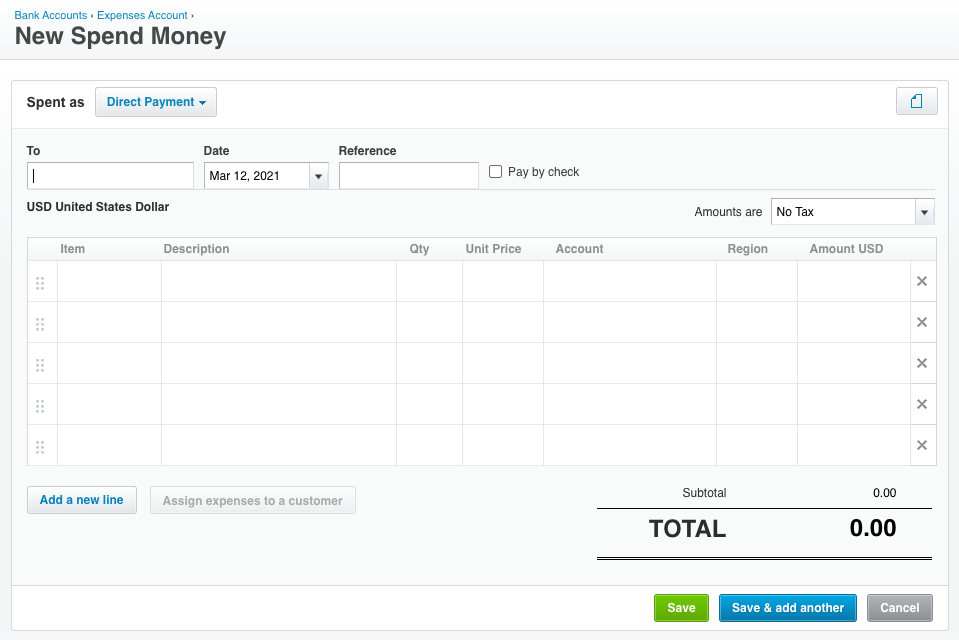 Bank Accounts › Expenses Account ›
New Spend Money
Spent as Direct Payment
To Date Reference
Mar 12, 2021 Pay by check
USD United States Dollar
Amounts are No Tax
Item Description Qty Unit Price Account Region Amount USD
Add a new line Assign expenses to a customer
Subtotal 0.00
TOTAL 0.00
Save Save & add another Cancel